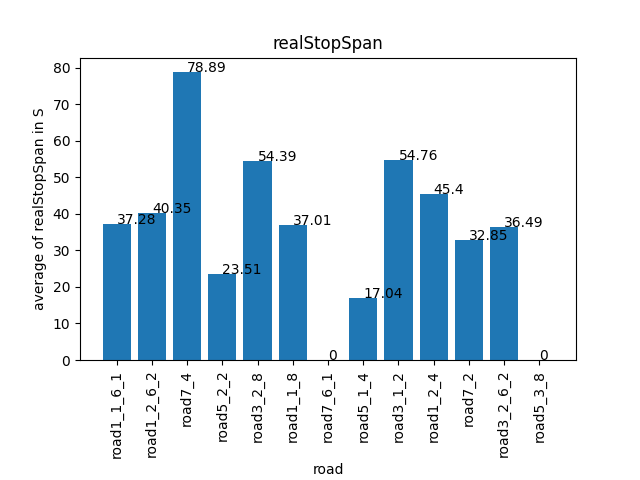 realStopSpan
average of realStopSpan in S
80
70
60
50
40
30
20
10
0
37.28
40.35
78.89
23.51
54.39
37.01
0
17.04
54.76
45.4
32.85
36.49
0
road1_1_6_1
road1_2_6_2
road7_4
road5_2_2
road3_2_8
road1_1_8
road7_6_1
road5_1_4
road3_1_2
road1_2_4
road7_2
road3_2_6_2
road5_3_8
road